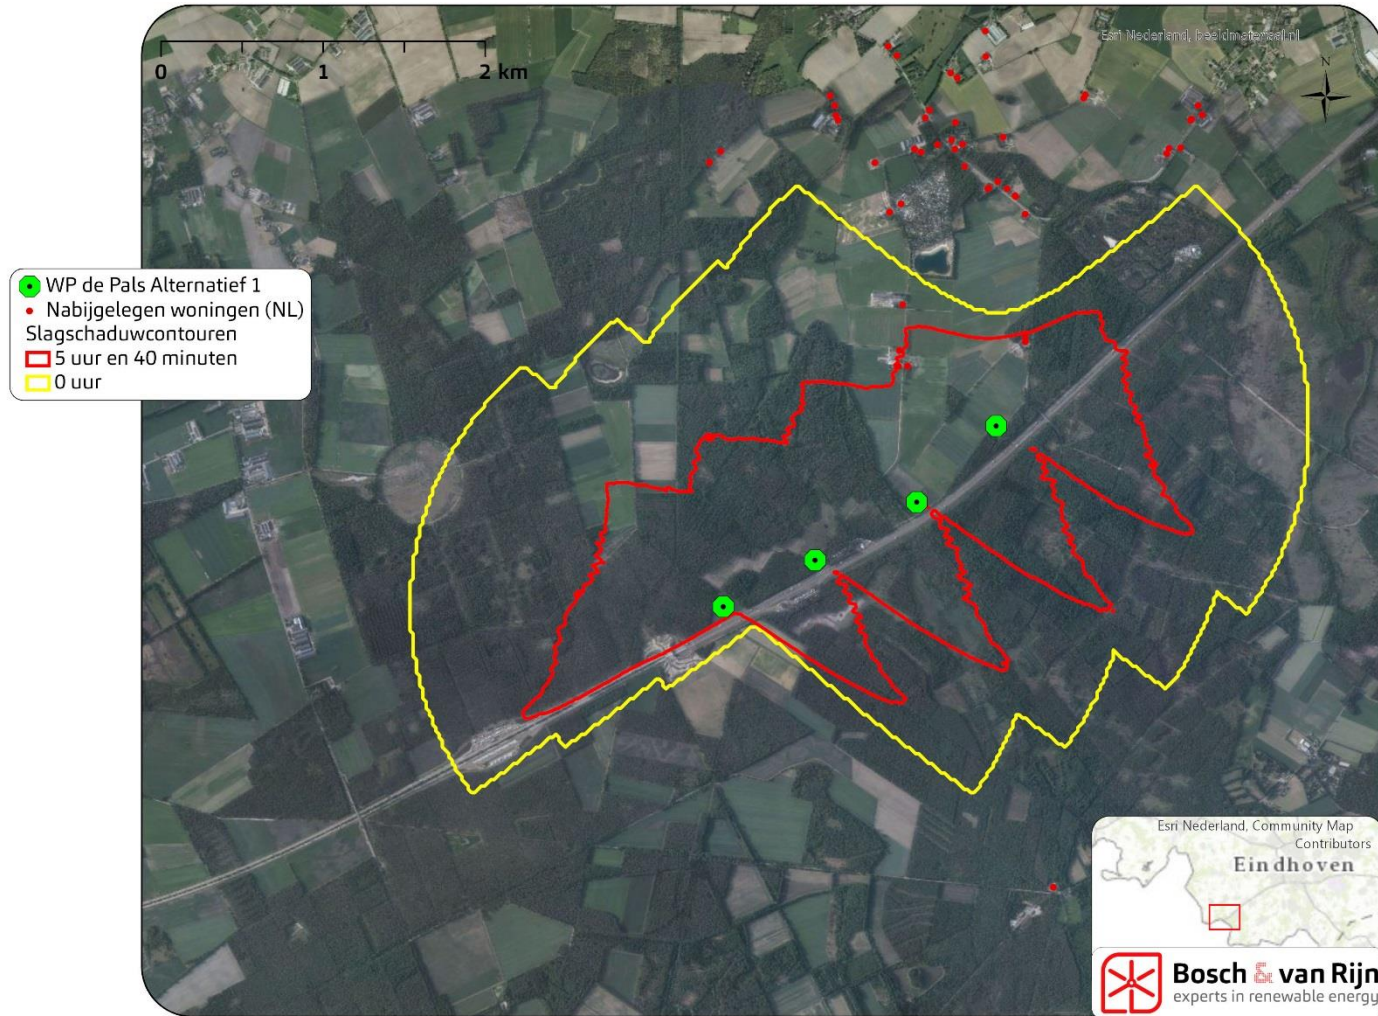 Esri Nederland, beeldmateriaal.nl
0 1 2 km
N
WP de Pals Alternatief 1
Nabijgelegen woningen (NL)
Slagschaduwcontouren
5 uur en 40 minuten
0 uur
Esri Nederland, Community Map
Contributors
Eindhoven
Bosch & van Rijn
experts in renewable energy